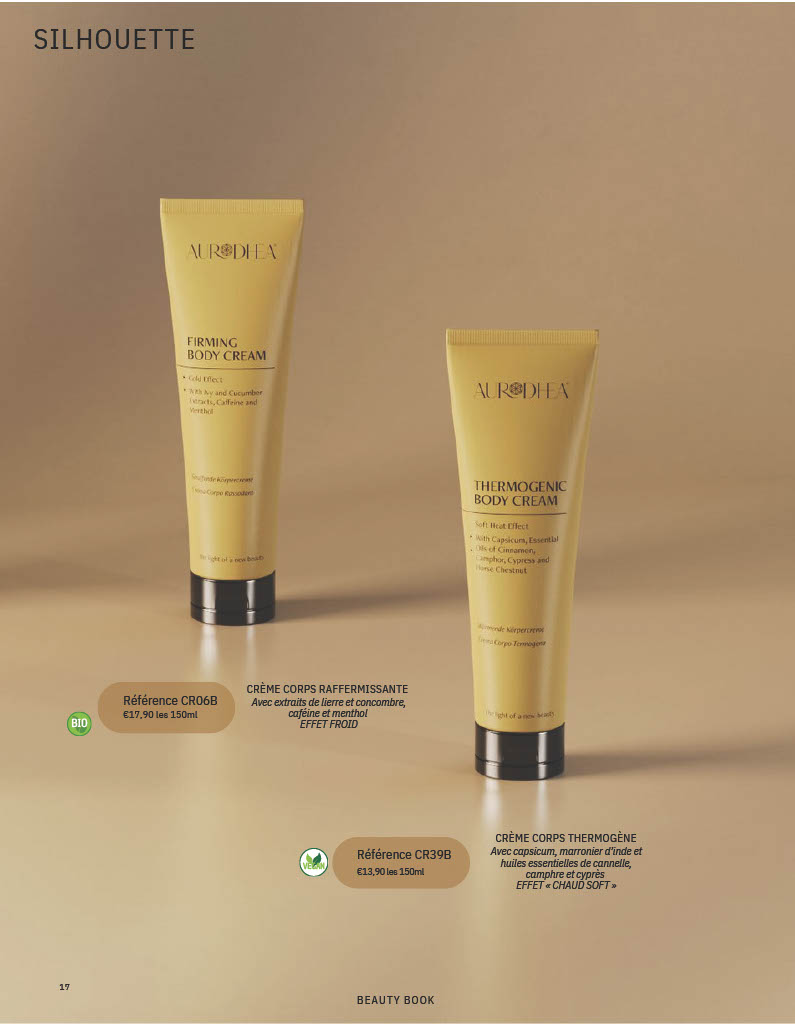 SILHOUETTE
AURODHEA
FIRMING
BODY CREAM
Cold Effect
With Ivy and Cucumber
Extracts, Caffeine and
Menthol
Straffende Körpercreme
Crema Corpo Rassodante
the light of a new beauty
AURODHEA
THERMOGENIC
BODY CREAM
Soft Heat Effect
With Capsicum, Essential
Oils of Cinnamon,
Camphor, Cypress and
Horse Chestnut
Wärmende Körpercreme
Crema Corpo Termogena
the light of a new beauty
BIO
Référence CR06B
€17,90 les 150ml
CRÈME CORPS RAFFERMISSANTE
Avec extraits de lierre et concombre,
caféine et menthol
EFFET FROID
VEGAN
Référence CR39B
€13,90 les 150ml
CRÈME CORPS THERMOGÈNE
Avec capsicum, marronier d'inde et
huiles essentielles de cannelle,
camphre et cyprès
EFFET « CHAUD SOFT »
17
BEAUTY BOOK